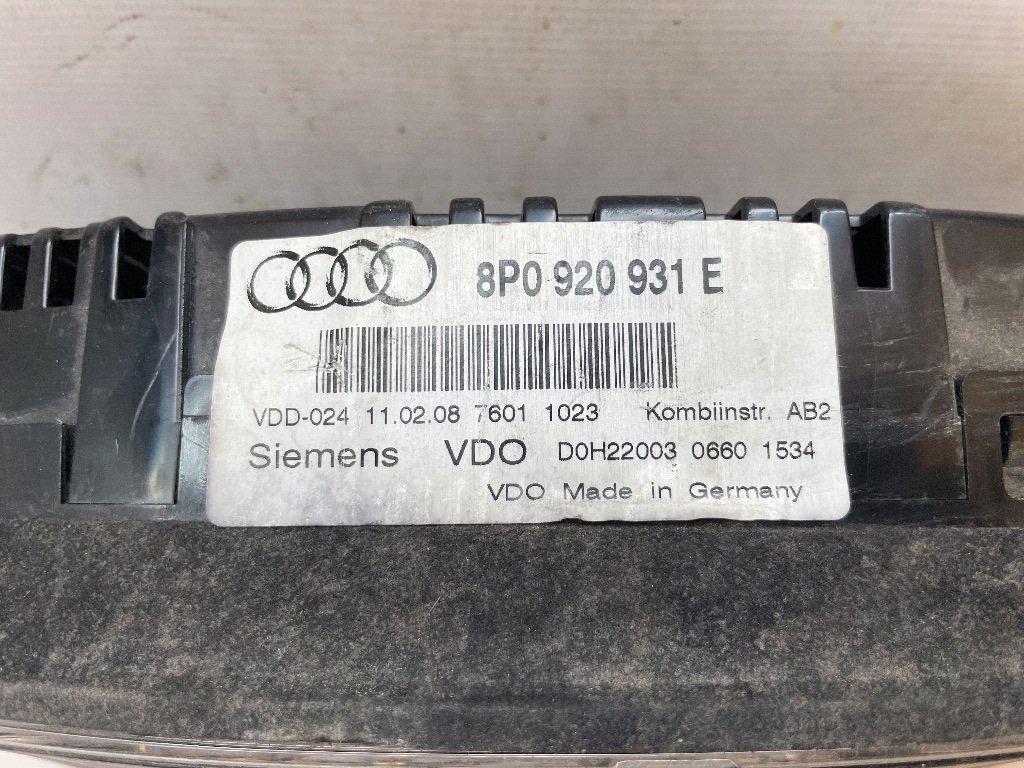 8P0 920 931 E
VDD-024 11.02.08 7601 1023 Kombiinstr. AB2
Siemens VDO D0H22003 0660 1534
VDO Made in Germany